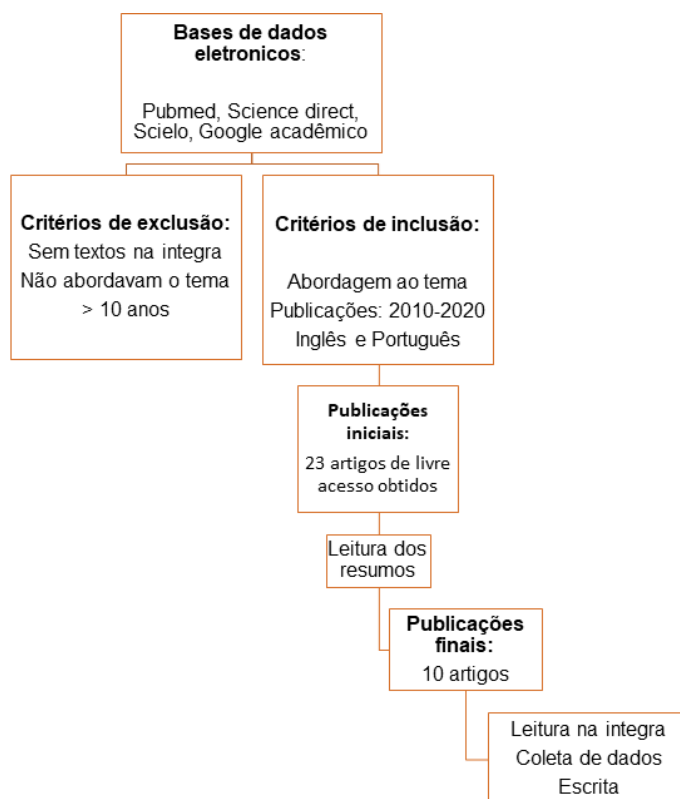 Bases de dados
eletronicos:
Pubmed, Science direct,
Scielo, Google acadêmico
Critérios de exclusão:
Sem textos na integra
Não abordavam o tema
> 10 anos
Critérios de inclusão:
Abordagem ao tema
Publicações: 2010-2020
Inglês e Português
Publicações
iniciais:
23 artigos de livre
acesso obtidos
Leitura dos
resumos
Publicações
finais:
10 artigos
Leitura na integra
Coleta de dados
Escrita